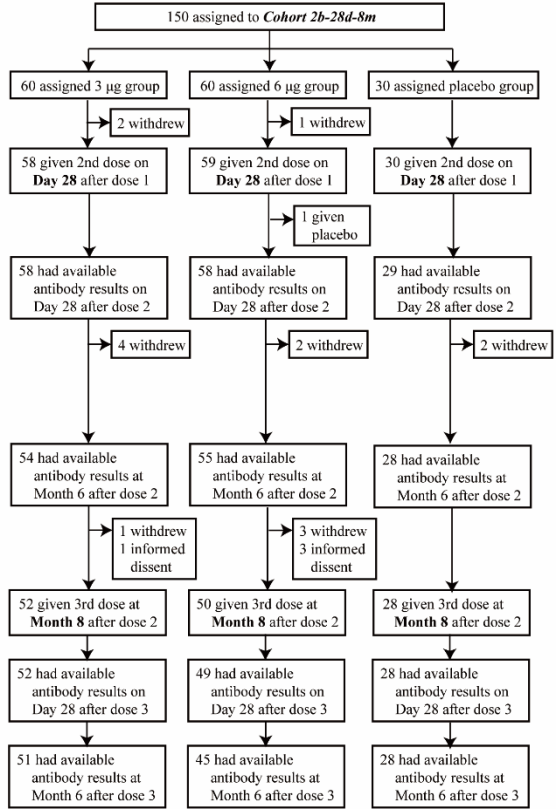 150 assigned to Cohort 2b-28d-8m
60 assigned 3 μg group
60 assigned 6 μg group
30 assigned placebo group
2 withdrew
1 withdrew
58 given 2nd dose on
Day 28 after dose 1
59 given 2nd dose on
Day 28 after dose 1
30 given 2nd dose on
Day 28 after dose 1
1 given
placebo
58 had available
antibody results on
Day 28 after dose 2
58 had available
antibody results on
Day 28 after dose 2
29 had available
antibody results on
Day 28 after dose 2
4 withdrew
2 withdrew
2 withdrew
54 had available
antibody results at
Month 6 after dose 2
55 had available
antibody results at
Month 6 after dose 2
28 had available
antibody results at
Month 6 after dose 2
1 withdrew
1 informed
dissent
3 withdrew
3 informed
dissent
52 given 3rd dose at
Month 8 after dose 2
50 given 3rd dose at
Month 8 after dose 2
28 given 3rd dose at
Month 8 after dose 2
52 had available
antibody results on
Day 28 after dose 3
49 had available
antibody results on
Day 28 after dose 3
28 had available
antibody results on
Day 28 after dose 3
51 had available
antibody results at
Month 6 after dose 3
45 had available
antibody results at
Month 6 after dose 3
28 had available
antibody results at
Month 6 after dose 3